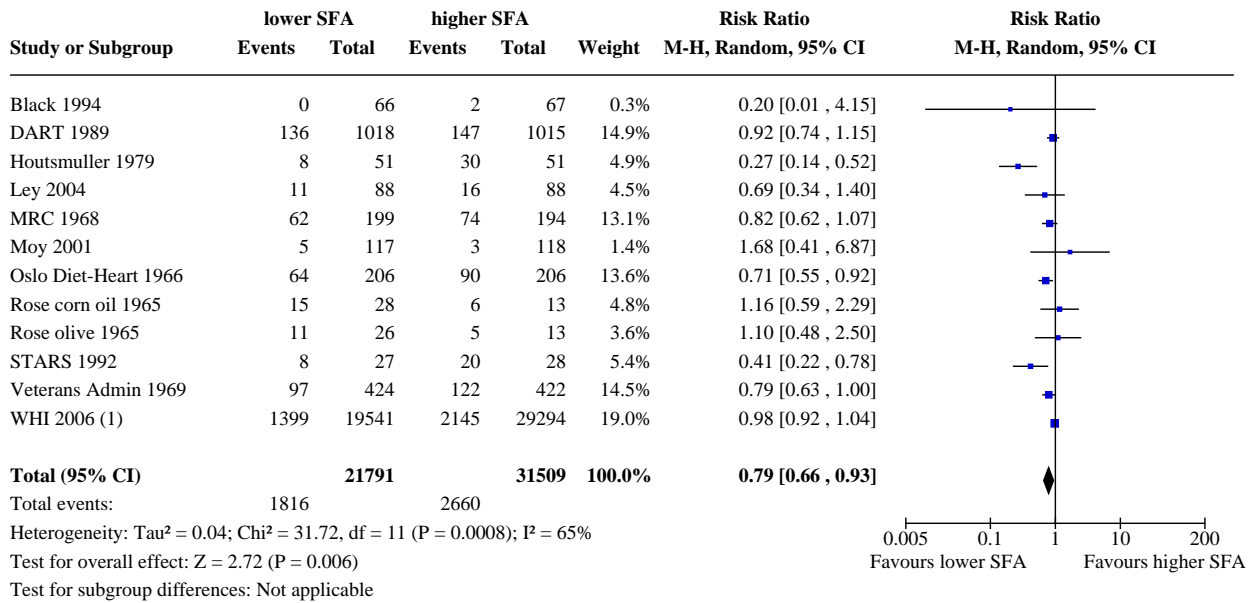 lower SFA higher SFA Risk Ratio Risk Ratio
Study or Subgroup Events Total Events Total Weight M-H, Random, 95% CI M-H, Random, 95% CI
Black 1994 0 66 2 67 0.3% 0.20 [0.01 , 4.15]
DART 1989 136 1018 147 1015 14.9% 0.92 [0.74 , 1.15]
Houtsmuller 1979 8 51 30 51 4.9% 0.27 [0.14 , 0.52]
Ley 2004 11 88 16 88 4.5% 0.69 [0.34 , 1.40]
MRC 1968 62 199 74 194 13.1% 0.82 [0.62 , 1.07]
Moy 2001 5 117 3 118 1.4% 1.68 [0.41 , 6.87]
Oslo Diet-Heart 1966 64 206 90 206 13.6% 0.71 [0.55 , 0.92]
Rose corn oil 1965 15 28 6 13 4.8% 1.16 [0.59 , 2.29]
Rose olive 1965 11 26 5 13 3.6% 1.10 [0.48 , 2.50]
STARS 1992 8 27 20 28 5.4% 0.41 [0.22 , 0.78]
Veterans Admin 1969 97 424 122 422 14.5% 0.79 [0.63 , 1.00]
WHI 2006 (1) 1399 19541 2145 29294 19.0% 0.98 [0.92 , 1.04]
Total (95% CI) 21791 31509 100.0% 0.79 [0.66 , 0.93]
Total events: 1816 2660
Heterogeneity: Tau² = 0.04; Chi² = 31.72, df = 11 (P = 0.0008); I² = 65%
0.005 0.1 1 10 200
Test for overall effect: Z = 2.72 (P = 0.006)
Favours lower SFA Favours higher SFA
Test for subgroup differences: Not applicable